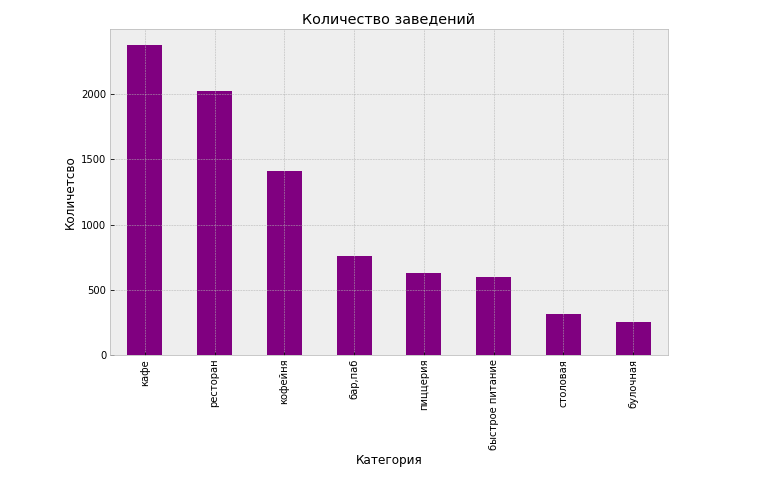 Количество заведений
Количетсво
2000
1500
1000
500
0
кафе
ресторан
кофейня
бар,паб
пиццерия
быстрое питание
столовая
булочная
Категория